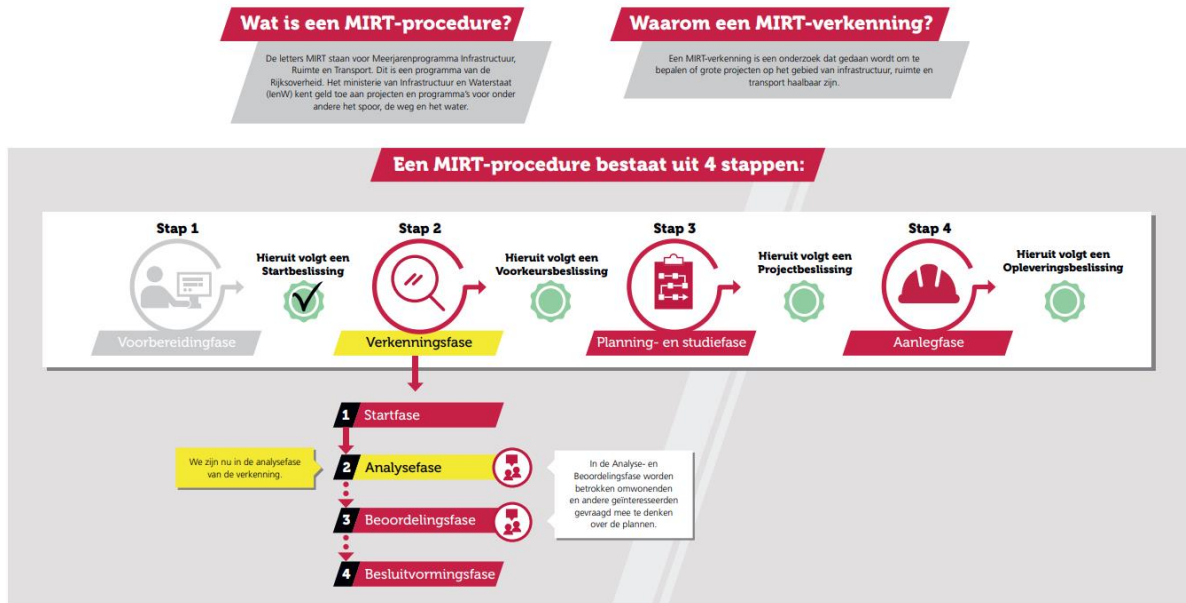 Wat is een MIRT-procedure?
De letters MIRT staan voor Meerjarenprogramma Infrastructuur,
Ruimte en Transport. Dit is een programma van de
Rijksoverheid. Het ministerie van Infrastructuur en Waterstaat
(IenW) kent geld toe aan projecten en programma's voor onder
andere het spoor, de weg en het water.
Waarom een MIRT-verkenning?
Een MIRT-verkenning is een onderzoek dat gedaan wordt om te
bepalen of grote projecten op het gebied van infrastructuur, ruimte en
transport haalbaar zijn.
Een MIRT-procedure bestaat uit 4 stappen:
Stap 1
Voorbereidingfase
Hieruit volgt een
Startbeslissing
Stap 2
Verkenningsfase
Hieruit volgt een
Voorkeursbeslissing
Stap 3
Planning- en studiefase
Hieruit volgt een
Projectbeslissing
Stap 4
Aanlegfase
Hieruit volgt een
Opleveringsbeslissing
1 Startfase
We zijn nu in de analysefase
van de verkenning.
2 Analysefase
In de Analyse- en
Beoordelingsfase worden
betrokken omwonenden
en andere geïnteresseerden
gevraagd mee te denken
over de plannen.
3 Beoordelingsfase
4 Besluitvormingsfase